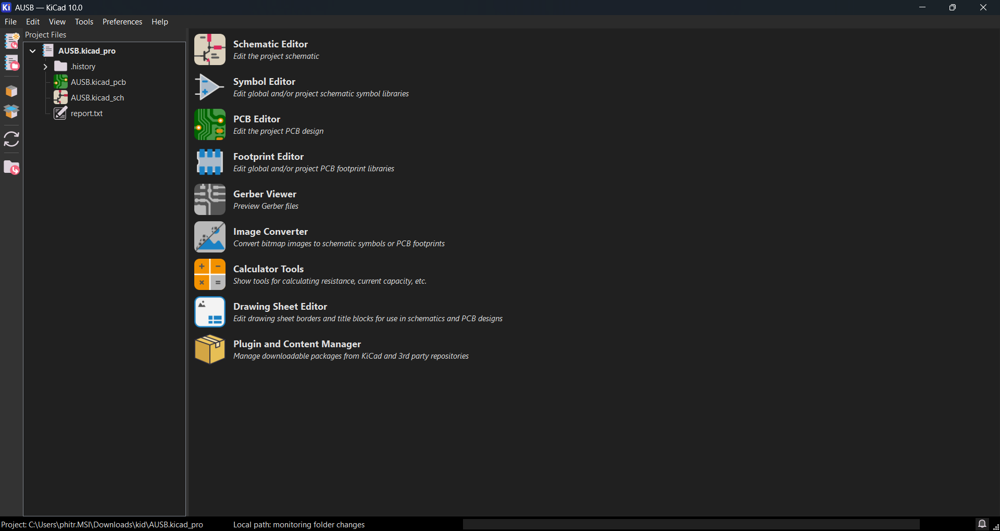 Ki AUSB — KiCad 10.0
File Edit View Tools Preferences Help
Project Files
AUSB.kicad_pro
.history
AUSB.kicad_pcb
AUSB.kicad_sch
report.txt
Schematic Editor
Edit the project schematic
Symbol Editor
Edit global and/or project schematic symbol libraries
PCB Editor
Edit the project PCB design
Footprint Editor
Edit global and/or project PCB footprint libraries
Gerber Viewer
Preview Gerber files
Image Converter
Convert bitmap images to schematic symbols or PCB footprints
Calculator Tools
Show tools for calculating resistance, current capacity, etc.
Drawing Sheet Editor
Edit drawing sheet borders and title blocks for use in schematics and PCB designs
Plugin and Content Manager
Manage downloadable packages from KiCad and 3rd party repositories
Project: C:\Users\phitr.MSI\Downloads\kid\AUSB.kicad_pro Local path: monitoring folder changes